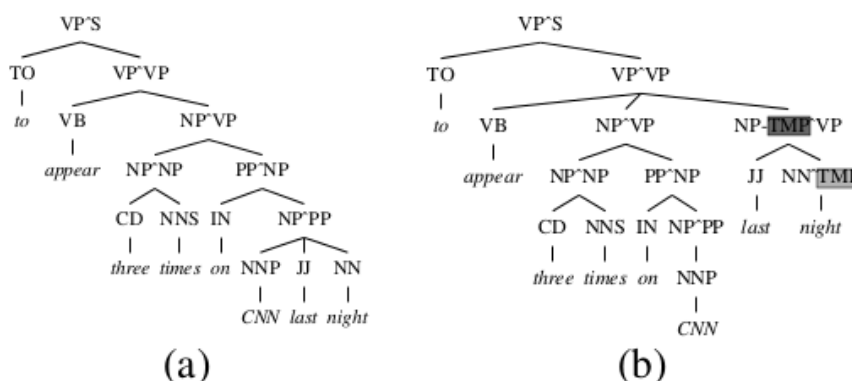 VP^S VP^S
TO VP^VP TO VP^VP
to VB NP^VP to VB NP^VP NP-TMP^VP
appear NP^NP PP^NP appear NP^NP PP^NP JJ NN^TMP
CD NNS IN NP^PP CD NNS IN NP^PP last night
three times on NNP JJ NN three times on NNP
CNN last night CNN
(a) (b)